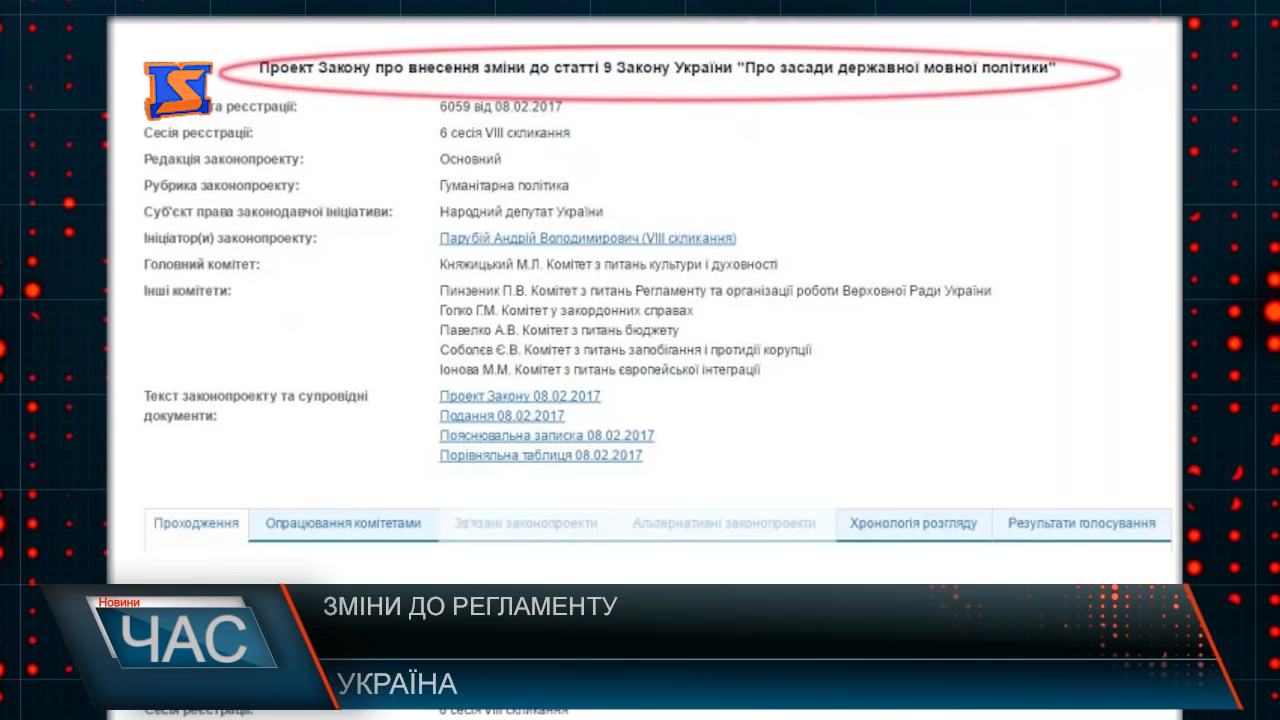 Проект Закону про внесення зміни до статті 9 Закону України "Про засади державної мовної політики"
та реєстрації: 6059 від 08.02.2017
Сесія реєстрації: 6 сесія VIII скликання
Редакція законопроекту: Основний
Рубрика законопроекту: Гуманітарна політика
Суб'єкт права законодавчої ініціативи: Народний депутат України
Ініціатор(и) законопроекту: Парубій Андрій Володимирович (VIII скликання)
Головний комітет: Княжицький М.Л. Комітет з питань культури і духовності
Інші комітети: Пинзеник П.В. Комітет з питань Регламенту та організації роботи Верховної Ради України
Гопко Г.М. Комітет у закордонних справах
Павелко А.В. Комітет з питань бюджету
Соболєв Є.В. Комітет з питань запобігання і протидії корупції
Іонова М.М. Комітет з питань європейської інтеграції
Текст законопроекту та супровідні документи: Проект Закону 08.02.2017
Подання 08.02.2017
Пояснювальна записка 08.02.2017
Порівняльна таблиця 08.02.2017
Проходження Опрацювання комітетами Зв'язані законопроекти Альтернативні законопроекти Хронологія розгляду Результати голосування
Новини
ЧАС
ЗМІНИ ДО РЕГЛАМЕНТУ
УКРАЇНА
Сесія реєстрації: 6 сесія VIII скликання